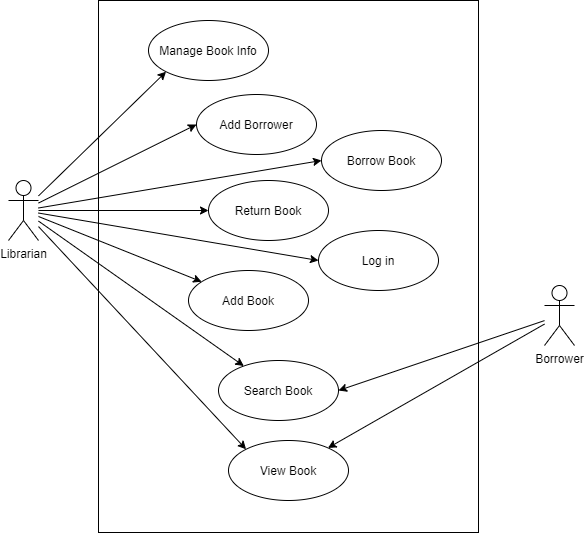 Manage Book Info
Add Borrower
Borrow Book
Return Book
Librarian
Log in
Add Book
Borrower
Search Book
View Book